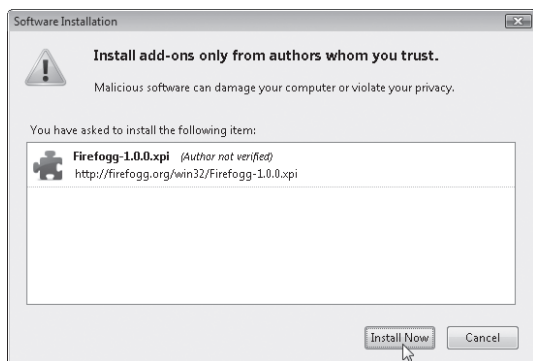 Software Installation
Install add-ons only from authors whom you trust.
Malicious software can damage your computer or violate your privacy.
You have asked to install the following item:
Firefogg-1.0.0.xpi (Author not verified)
http://firefogg.org/win32/Firefogg-1.0.0.xpi
Install Now Cancel